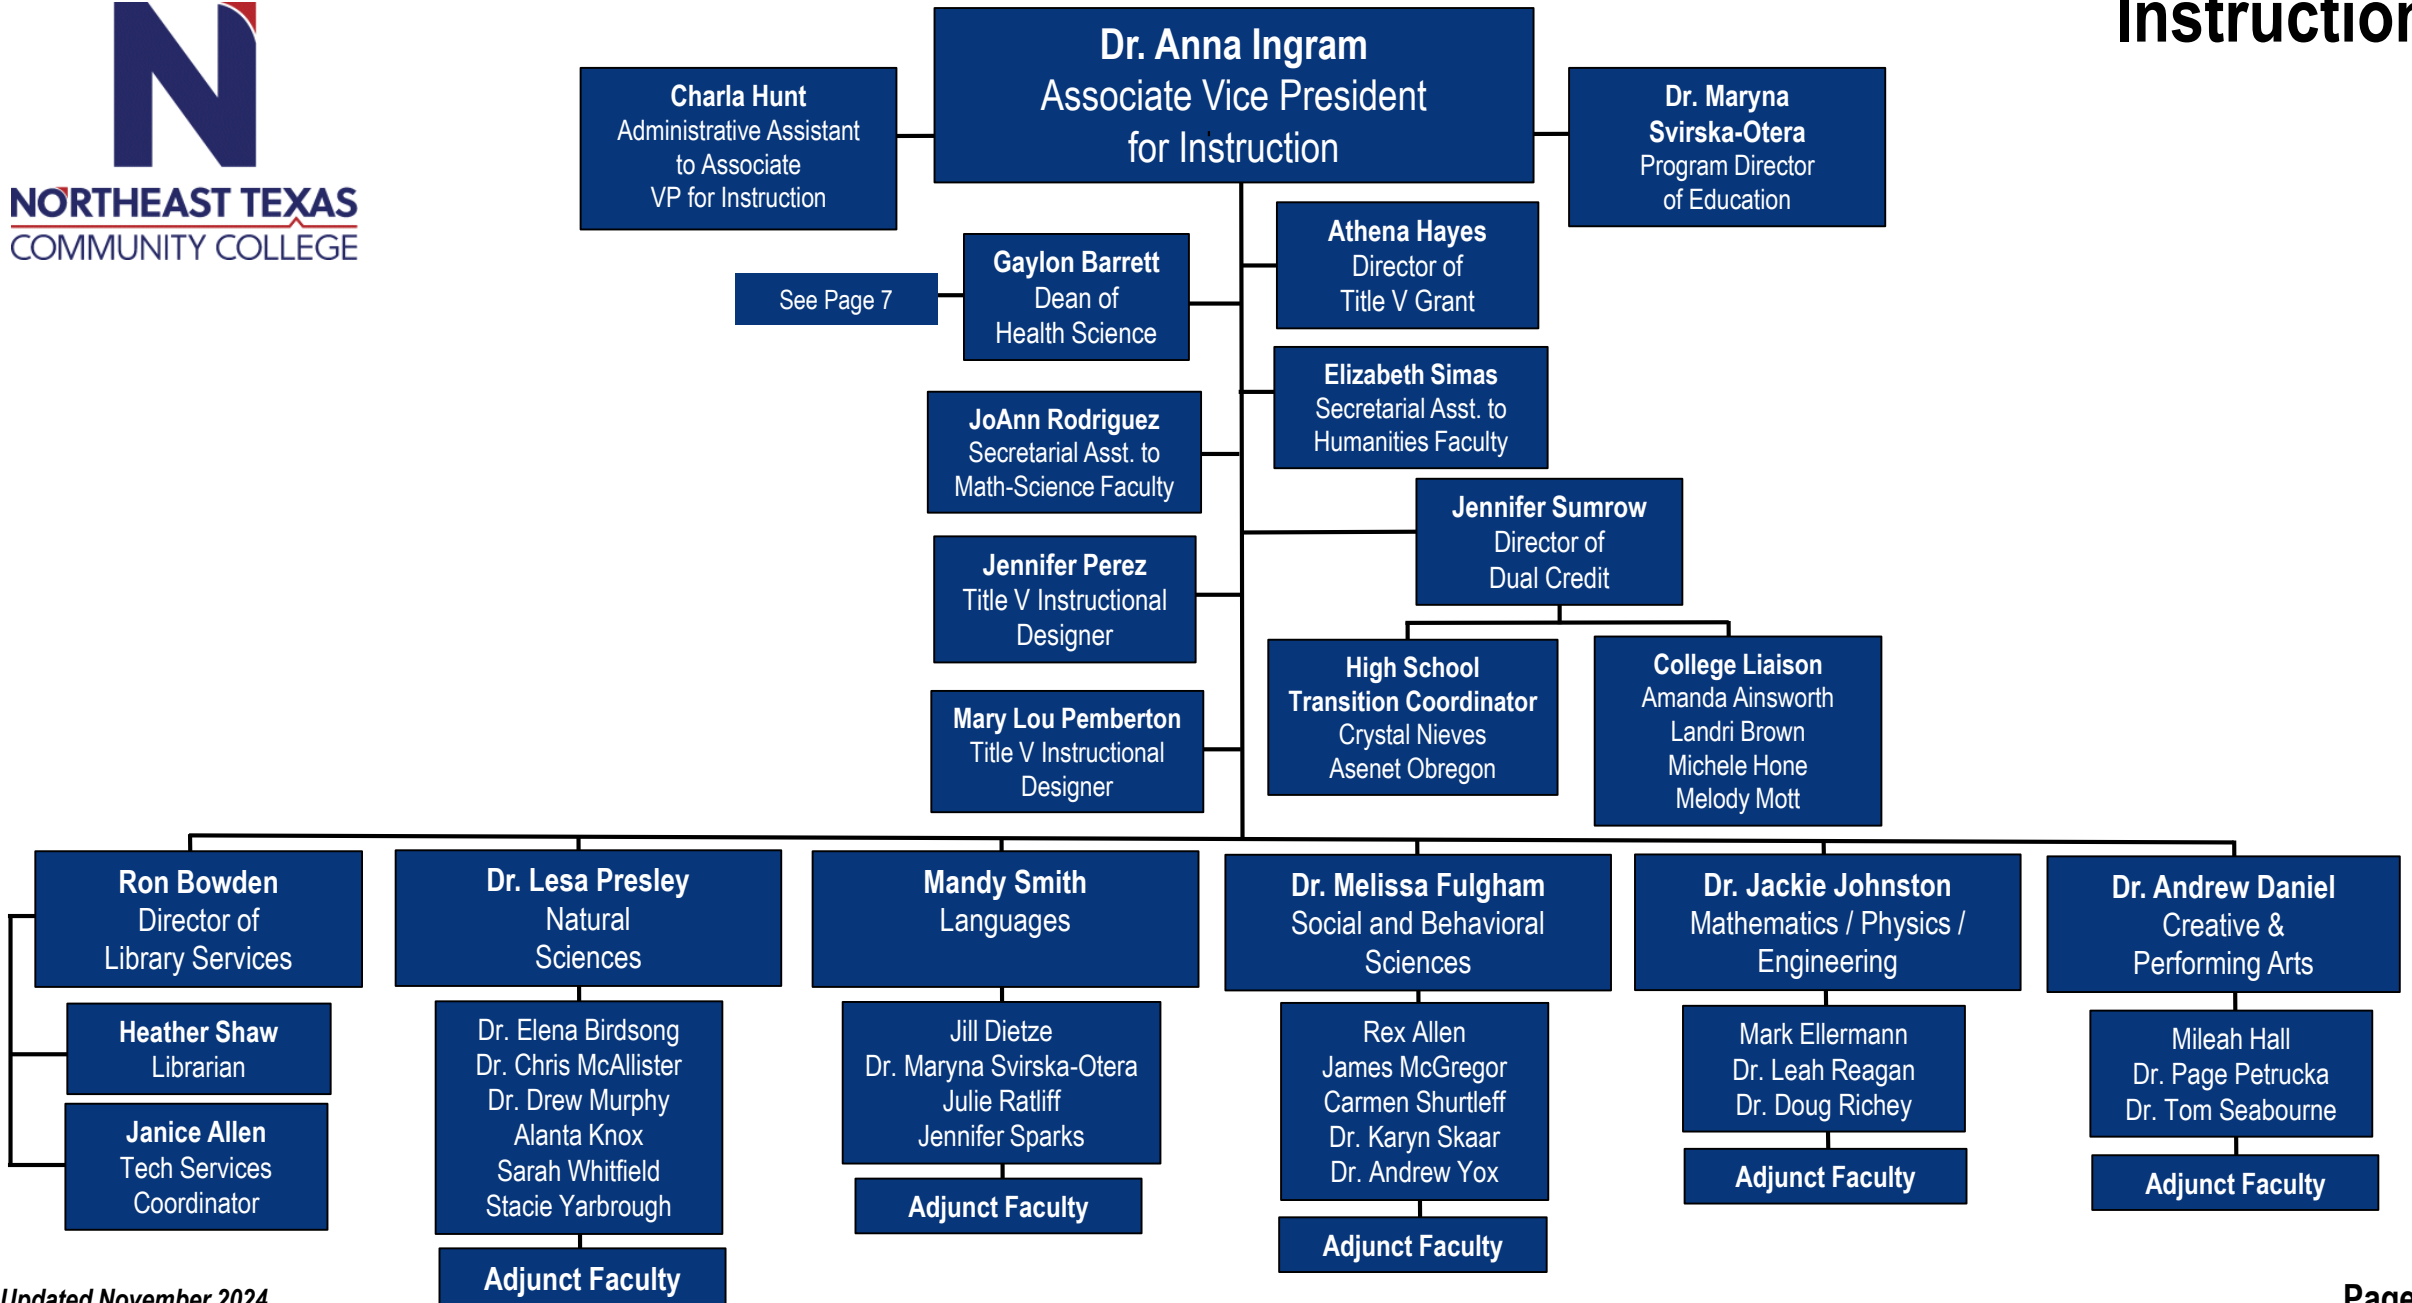 Instruction
NORTHEAST TEXAS
COMMUNITY COLLEGE
Dr. Anna Ingram
Associate Vice President
for Instruction
Charla Hunt
Administrative Assistant
to Associate
VP for Instruction
Dr. Maryna
Svirska-Otera
Program Director
of Education
Athena Hayes
Director of
Title V Grant
Gaylon Barrett
Dean of
Health Science
See Page 7
Elizabeth Simas
Secretarial Asst. to
Humanities Faculty
JoAnn Rodriguez
Secretarial Asst. to
Math-Science Faculty
Jennifer Sumrow
Director of
Dual Credit
Jennifer Perez
Title V Instructional
Designer
High School
Transition Coordinator
Crystal Nieves
Asenet Obregon
College Liaison
Amanda Ainsworth
Landri Brown
Michele Hone
Melody Mott
Mary Lou Pemberton
Title V Instructional
Designer
Ron Bowden
Director of
Library Services
Heather Shaw
Librarian
Janice Allen
Tech Services
Coordinator
Dr. Lesa Presley
Natural
Sciences
Dr. Elena Birdsong
Dr. Chris McAllister
Dr. Drew Murphy
Alanta Knox
Sarah Whitfield
Stacie Yarbrough
Adjunct Faculty
Mandy Smith
Languages
Jill Dietze
Dr. Maryna Svirska-Otera
Julie Ratliff
Jennifer Sparks
Adjunct Faculty
Dr. Melissa Fulgham
Social and Behavioral
Sciences
Rex Allen
James McGregor
Carmen Shurtleff
Dr. Karyn Skaar
Dr. Andrew Yox
Adjunct Faculty
Dr. Jackie Johnston
Mathematics / Physics /
Engineering
Mark Ellermann
Dr. Leah Reagan
Dr. Doug Richey
Adjunct Faculty
Dr. Andrew Daniel
Creative &
Performing Arts
Mileah Hall
Dr. Page Petrucka
Dr. Tom Seabourne
Adjunct Faculty
Updated November 2024
Page